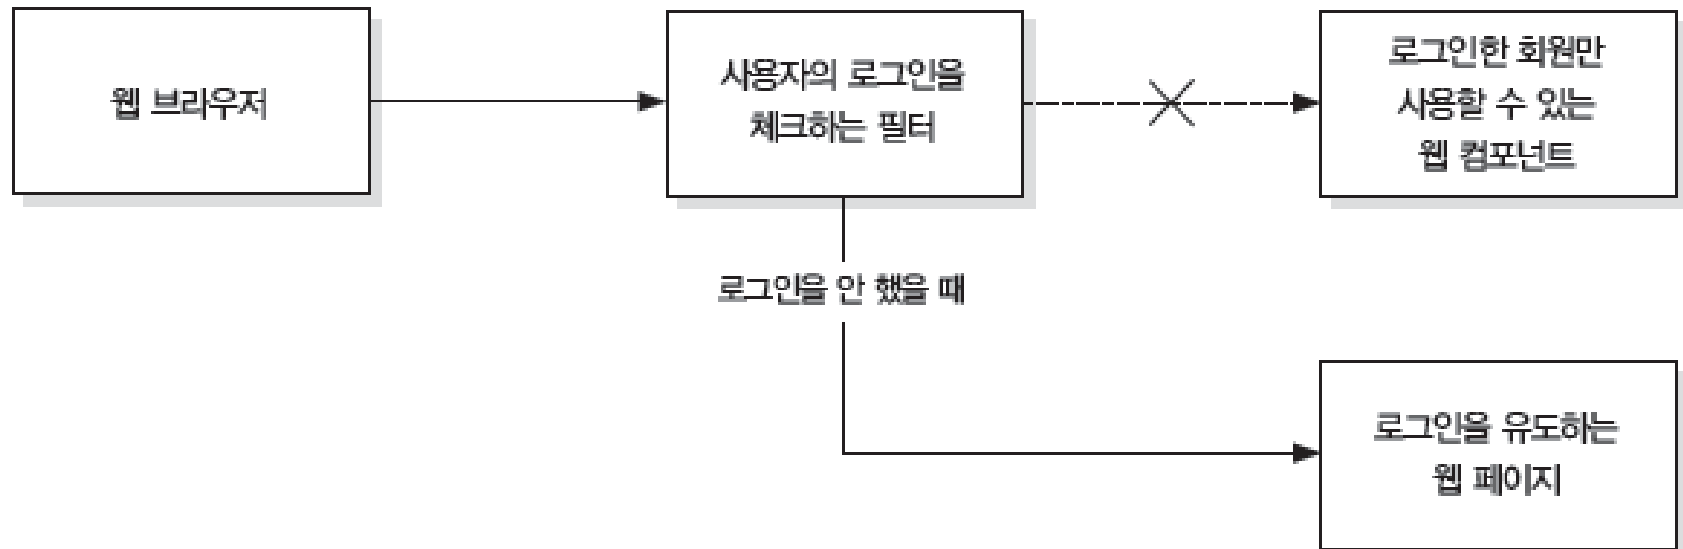 웹 브라우저
사용자의 로그인을
체크하는 필터
로그인한 회원만
사용할 수 있는
웹 컴포넌트
로그인을 안 했을 때
로그인을 유도하는
웹 페이지